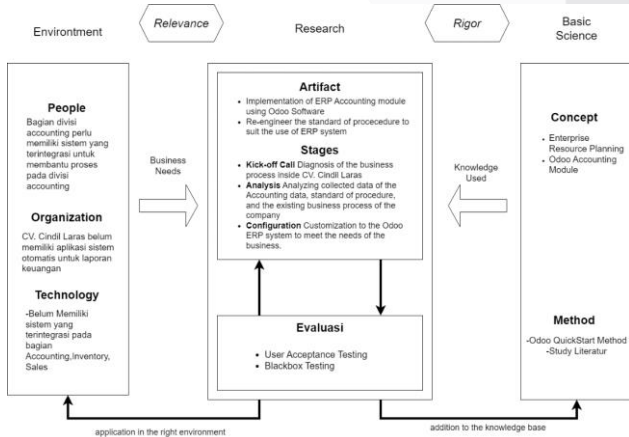 Envirotment
Relevance
Research
Rigor
Basic
Science
People
Bagian divisi
accounting perlu
memiliki sistem yang
terintegrasi untuk
membantu proses
pada divisi
accounting
Organization
CV. Cindil Laras belum
memiliki aplikasi sistem
otomatis untuk laporan
keuangan
Technology
-Belum Memiliki
sistem yang
terintegrasi pada
bagian
Accounting,Inventory,
Sales
Business
Needs
Artifact
• Implementation of ERP Accounting module
using Odoo Software
• Re-engineer the standard of procecedure to
suit the use of ERP system
Stages
• Kick-off Call Diagnosis of the business
process inside CV. Cindil Laras
• Analysis Analyzing collected data of the
Accounting data, standard of procedure,
and the existing business process of the
company
• Configuration Customization to the Odoo
ERP system to meet the needs of the
business.
Evaluasi
• User Acceptance Testing
• Blackbox Testing
Knowledge
Used
Concept
• Enterprise
Resource Planning
• Odoo Accounting
Module
Method
-Odoo QuickStart Method
-Study Literatur
application in the right environment
addition to the knowledge base